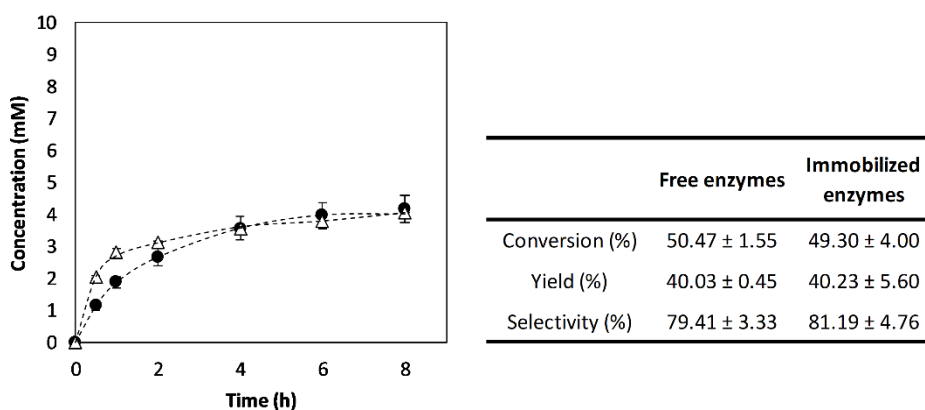 10
9
8
7
6
5
4
3
2
1
0
Concentration (mM)
0 2 4 6 8
Time (h)
Free enzymes Immobilized enzymes
Conversion (%) 50.47 ± 1.55 49.30 ± 4.00
Yield (%) 40.03 ± 0.45 40.23 ± 5.60
Selectivity (%) 79.41 ± 3.33 81.19 ± 4.76